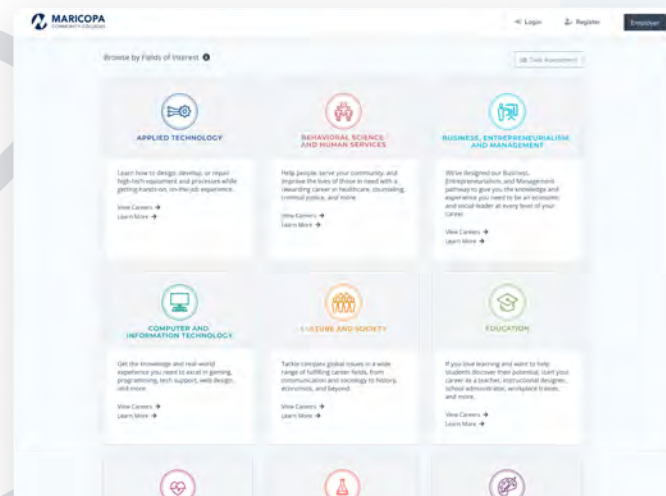 MARICOPA
COMMUNITY COLLEGES
Login
Register
Employer
Browse by Fields of Interest
Take Assessment
APPLIED TECHNOLOGY
BEHAVIORAL SCIENCE
AND HUMAN SERVICES
BUSINESS, ENTREPRENEURIALISM,
AND MANAGEMENT
Learn how to design, develop, or repair
high-tech equipment and processes while
getting hands-on, on-the-job experience.
View Careers →
Learn More →
Help people, serve your community, and
improve the lives of those in need with a
rewarding career in healthcare, counseling,
criminal justice, and more.
View Careers →
Learn More →
We've designed our Business,
Entrepreneurialism, and Management
pathway to give you the knowledge and
experience you need to be an economic
and social leader at every level of your
career.
View Careers →
Learn More →
COMPUTER AND
INFORMATION TECHNOLOGY
CULTURE AND SOCIETY
EDUCATION
Get the knowledge and real-world
experience you need to excel in gaming,
programming, tech support, web design,
and more.
View Careers →
Learn More →
Tackle complex global issues in a wide
range of fulfilling career fields, from
communication and sociology to history,
economics, and beyond.
View Careers →
Learn More →
If you love learning and want to help
students discover their potential, start your
career as a teacher, instructional designer,
school administrator, workplace trainer,
and more.
View Careers →
Learn More →